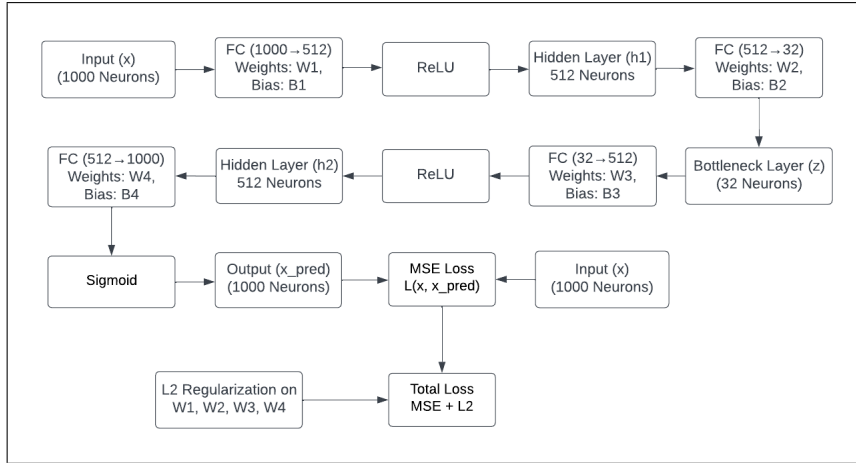 Input (x)
(1000 Neurons)
FC (1000→512)
Weights: W1,
Bias: B1
ReLU
Hidden Layer (h1)
512 Neurons
FC (512→32)
Weights: W2,
Bias: B2
FC (512→1000)
Weights: W4,
Bias: B4
Hidden Layer (h2)
512 Neurons
ReLU
FC (32→512)
Weights: W3,
Bias: B3
Bottleneck Layer (z)
(32 Neurons)
Sigmoid
Output (x_pred)
(1000 Neurons)
MSE Loss
L(x, x_pred)
Input (x)
(1000 Neurons)
L2 Regularization on
W1, W2, W3, W4
Total Loss
MSE + L2